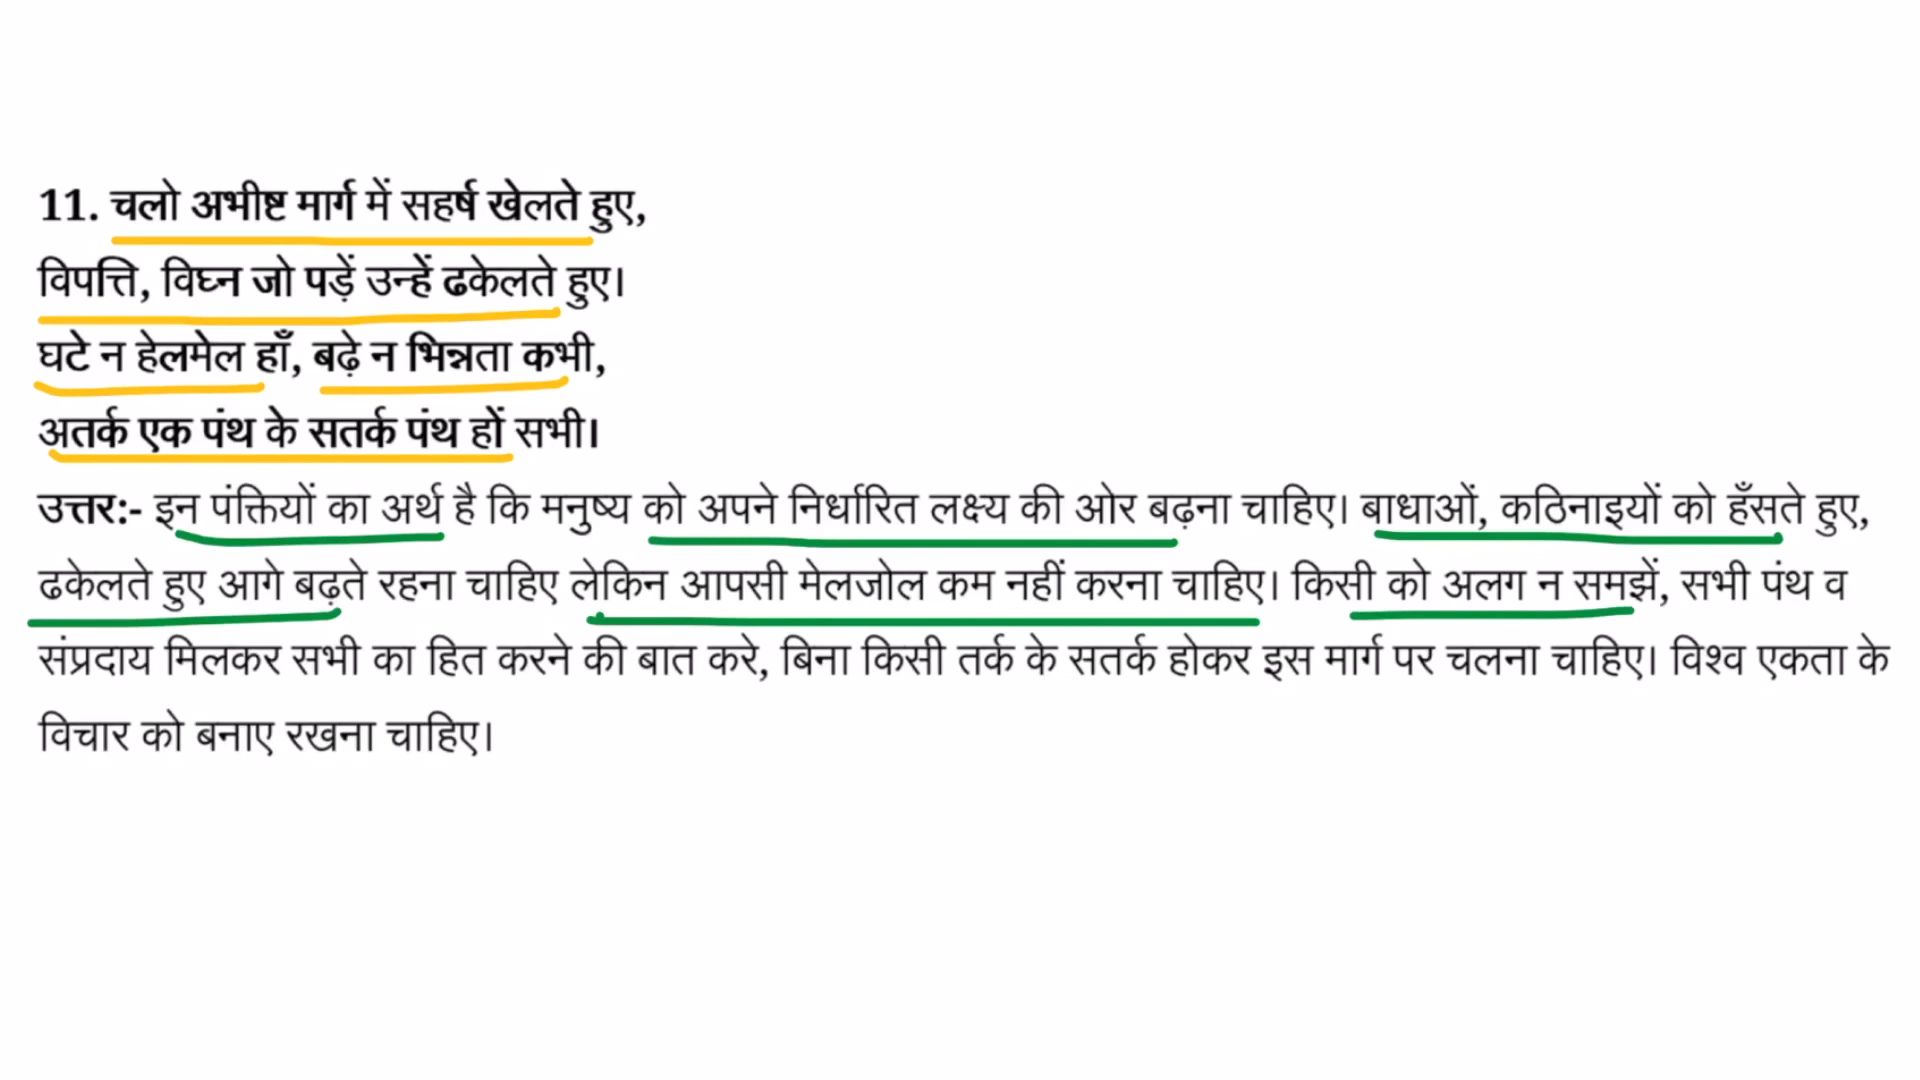 11. चलो अभीष्ट मार्ग में सहर्ष खेलते हुए,
विपत्ति, विघ्न जो पड़ें उन्हें ढकेलते हुए।
घटे न हेलमेल हाँ, बढ़े न भिन्नता कभी,
अतर्क एक पंथ के सतर्क पंथ हों सभी।
उत्तर:- इन पंक्तियों का अर्थ है कि मनुष्य को अपने निर्धारित लक्ष्य की ओर बढ़ना चाहिए। बाधाओं, कठिनाइयों को हँसते हुए,
ढकेलते हुए आगे बढ़ते रहना चाहिए लेकिन आपसी मेलजोल कम नहीं करना चाहिए। किसी को अलग न समझें, सभी पंथ व
संप्रदाय मिलकर सभी का हित करने की बात करे, बिना किसी तर्क के सतर्क होकर इस मार्ग पर चलना चाहिए। विश्व एकता के
विचार को बनाए रखना चाहिए।